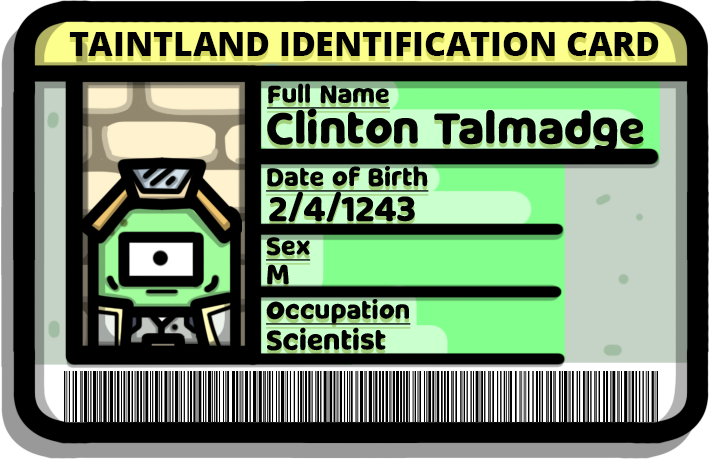 TAINTLAND IDENTIFICATION CARD
Full Name
Clinton Talmadge
Date of Birth
2/4/1243
Sex
M
Occupation
Scientist